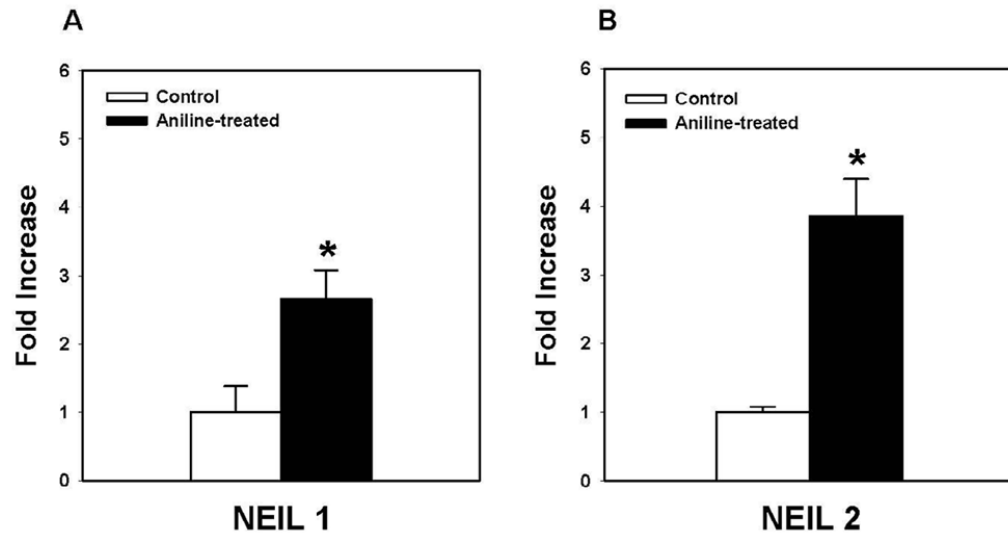 A
Fold Increase
6
5
4
3
2
1
0
Control
Aniline-treated
*
NEIL 1
B
Fold Increase
6
5
4
3
2
1
0
Control
Aniline-treated
*
NEIL 2